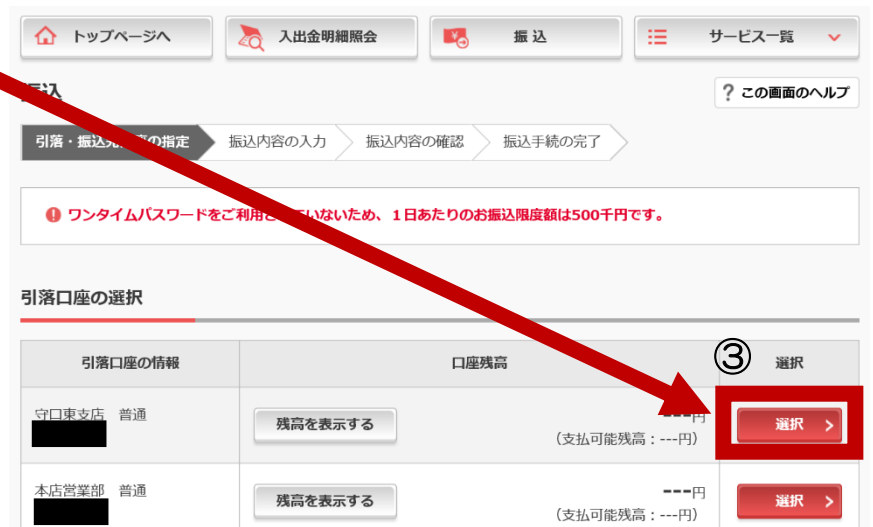 トップページへ 入出金明細照会 振込 サービス一覧
振込
? この画面のヘルプ
引落・振込先 の指定 振込内容の入力 振込内容の確認 振込手続の完了
ワンタイムパスワードをご利用 いないため、１日あたりのお振込限度額は500千円です。
引落口座の選択
引落口座の情報 口座残高 ③ 選択
守口東支店 普通 残高を表示する ---円 選択
(支払可能残高：---円)
本店営業部 普通 残高を表示する ---円 選択
(支払可能残高：---円)